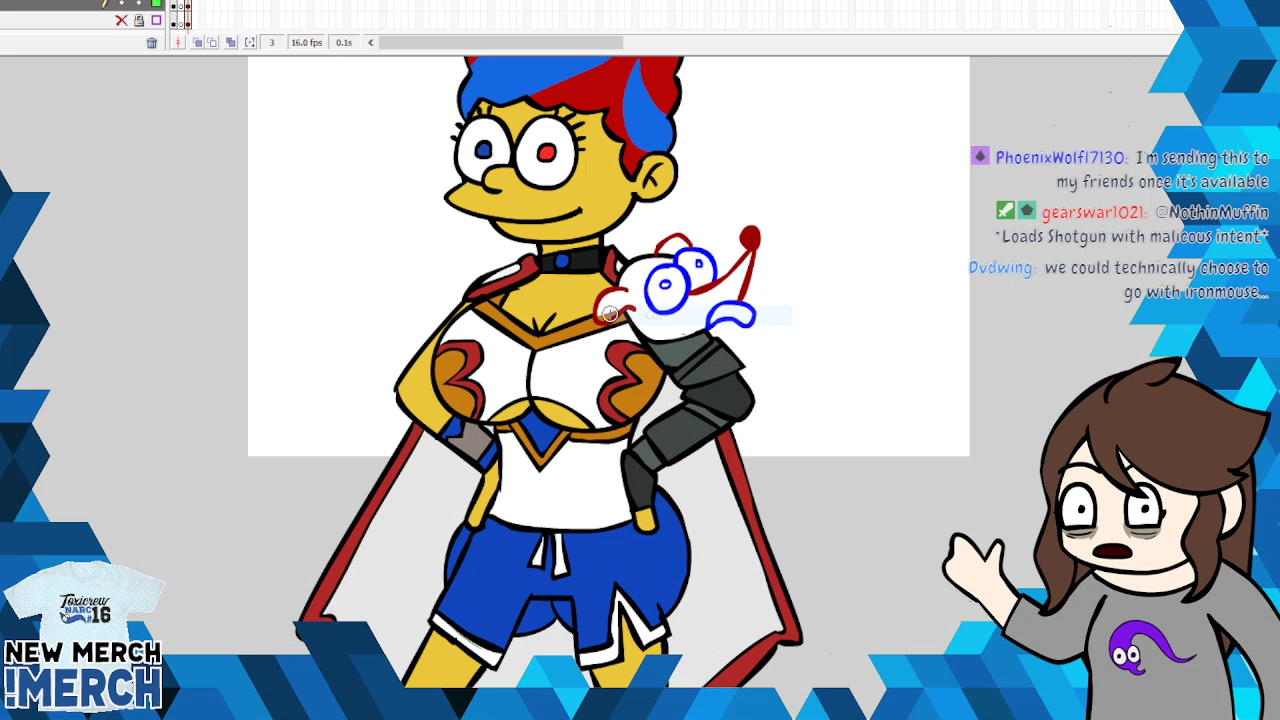 3 16.0 fps 0.1s
PhoenixWolf17130: I'm sending this to
my friends once it's available
gearswar1021: @NothinMuffin
*Loads Shotgun with malicious intent*
Dvdwing: we could technically choose to
go with ironmouse...
Toxicrew
NARC
#16
NEW MERCH
!MERCH